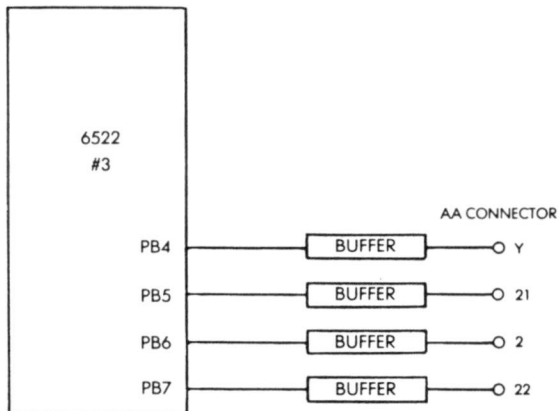 6522
#3
AA CONNECTOR
PB4 BUFFER Y
PB5 BUFFER 21
PB6 BUFFER 2
PB7 BUFFER 22